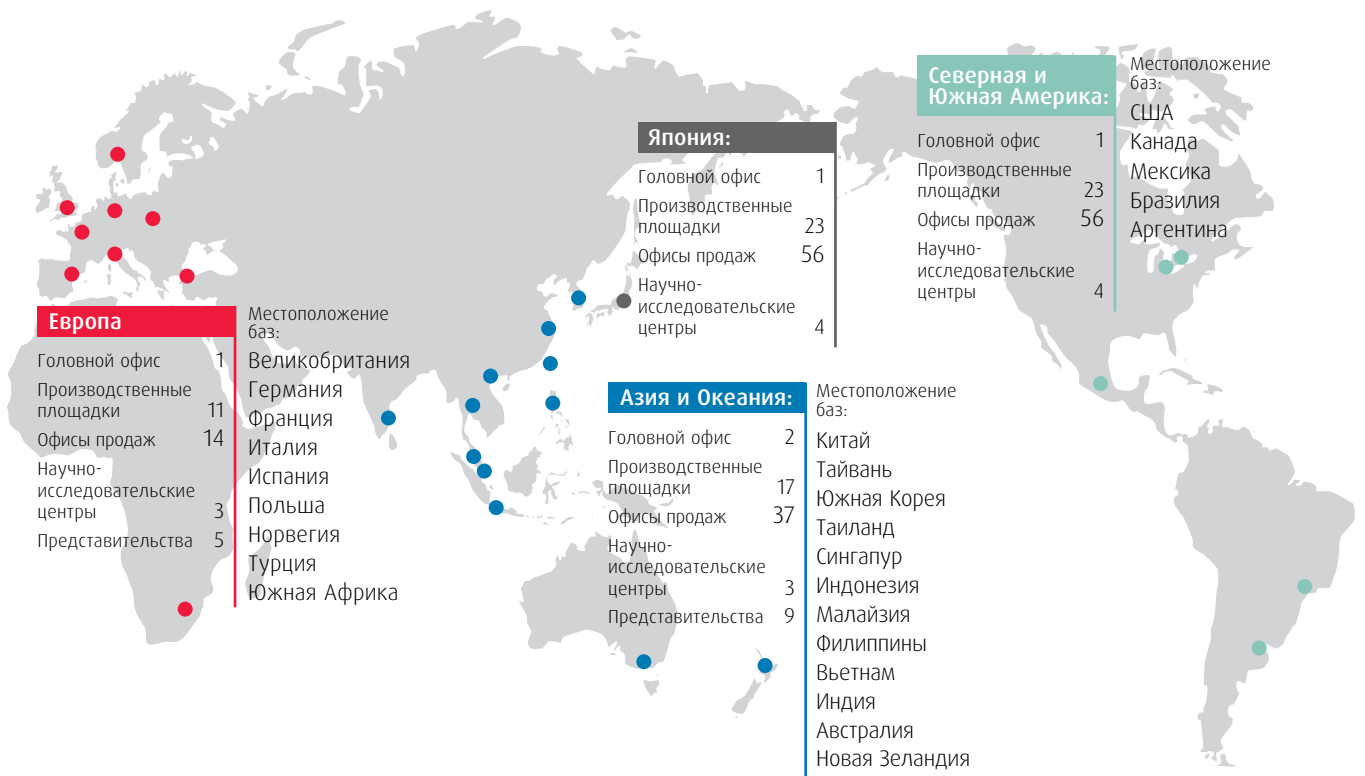 Европа
Головной офис 1
Производственные
площадки 11
Офисы продаж 14
Научно-
исследовательские
центры 3
Представительства 5
Местоположение
баз:
Великобритания
Германия
Франция
Италия
Испания
Польша
Норвегия
Турция
Южная Африка
Япония:
Головной офис 1
Производственные
площадки 23
Офисы продаж 56
Научно-
исследовательские
центры 4
Азия и Океания:
Головной офис 2
Производственные
площадки 17
Офисы продаж 37
Научно-
исследовательские
центры 3
Представительства 9
Местоположение
баз:
Китай
Тайвань
Южная Корея
Таиланд
Сингапур
Индонезия
Малайзия
Филиппины
Вьетнам
Индия
Австралия
Новая Зеландия
Северная и
Южная Америка:
Головной офис 1
Производственные
площадки 23
Офисы продаж 56
Научно-
исследовательские
центры 4
Местоположение
баз:
США
Канада
Мексика
Бразилия
Аргентина